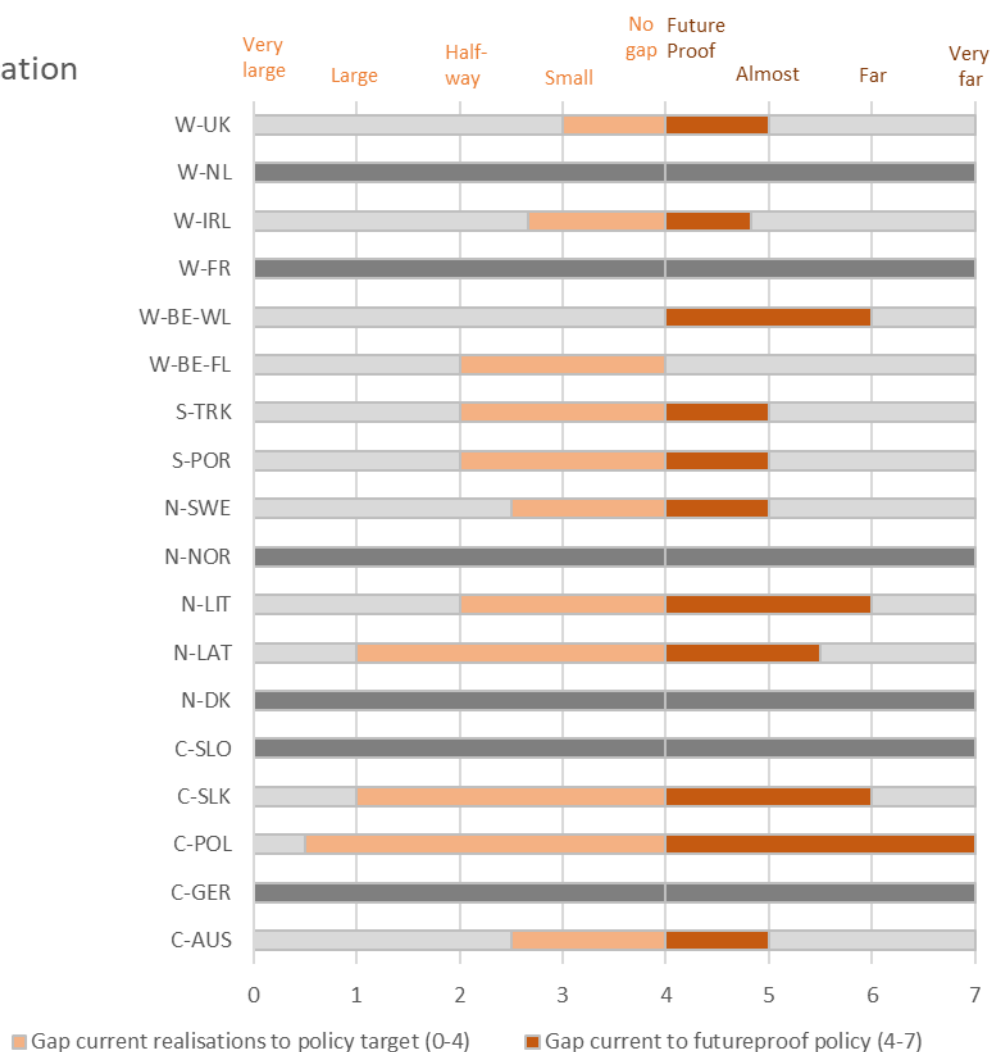 ation
Very
large
Large
Half-
way
Small
No
gap
Future
Proof
Almost
Far
Very
far
W-UK
W-NL
W-IRL
W-FR
W-BE-WL
W-BE-FL
S-TRK
S-POR
N-SWE
N-NOR
N-LIT
N-LAT
N-DK
C-SLO
C-SLK
C-POL
C-GER
C-AUS
0 1 2 3 4 5 6 7
Gap current realisations to policy target (0-4) Gap current to futureproof policy (4-7)